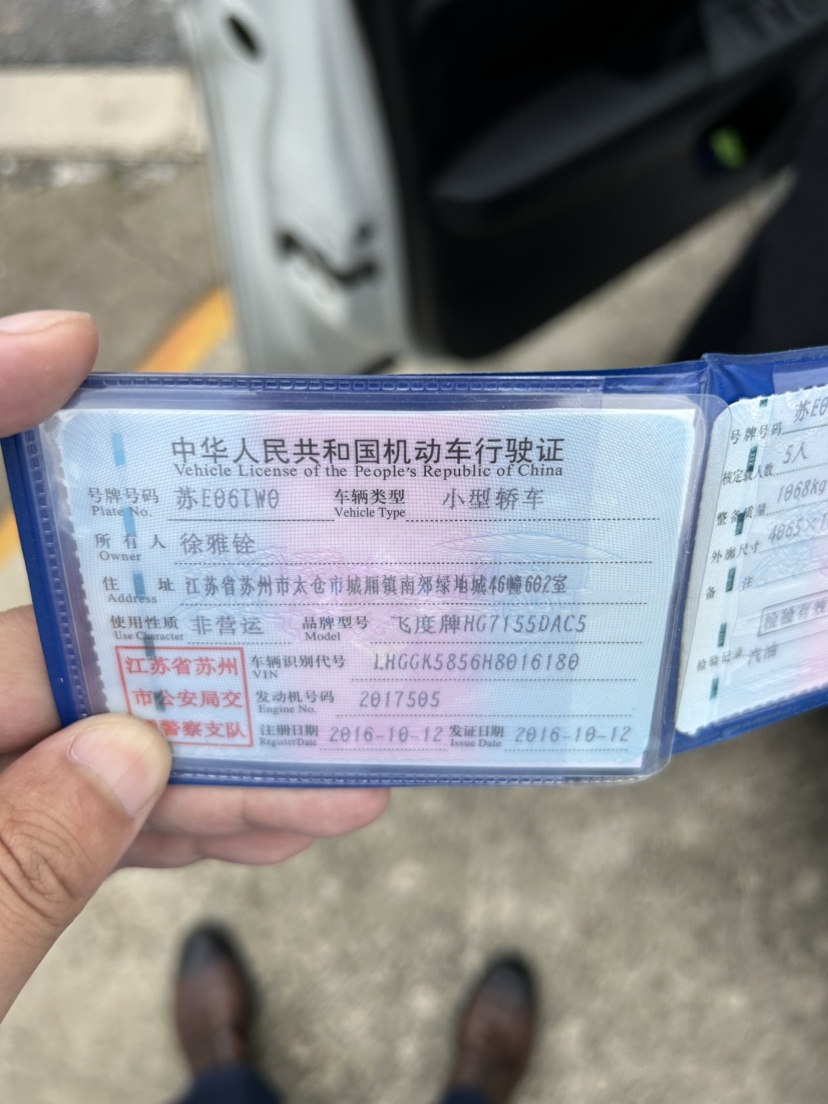 中华人民共和国机动车行驶证
Vehicle License of the People's Republic of China
号牌号码 苏E06TW0 车辆类型 小型轿车
Plate No. Vehicle Type
所有人 徐雅铨
Owner
住址 江苏省苏州市太仓市城厢镇南郊绿地城46幢602室
Address
使用性质 非营运 品牌型号 飞度牌HG7155DAC5
Use Character Model
江苏省苏州
市公安局交
警察支队
车辆识别代号 LHGGK5856H8016180
VIN
发动机号码 2017505
Engine No.
注册日期 2016-10-12 发证日期 2016-10-12
Register Date Issue Date
号牌号码 苏E0
核定载人数 5人
整备质量 1068kg
外廓尺寸 4065×1
备注
检验有效
检验记录 汽油